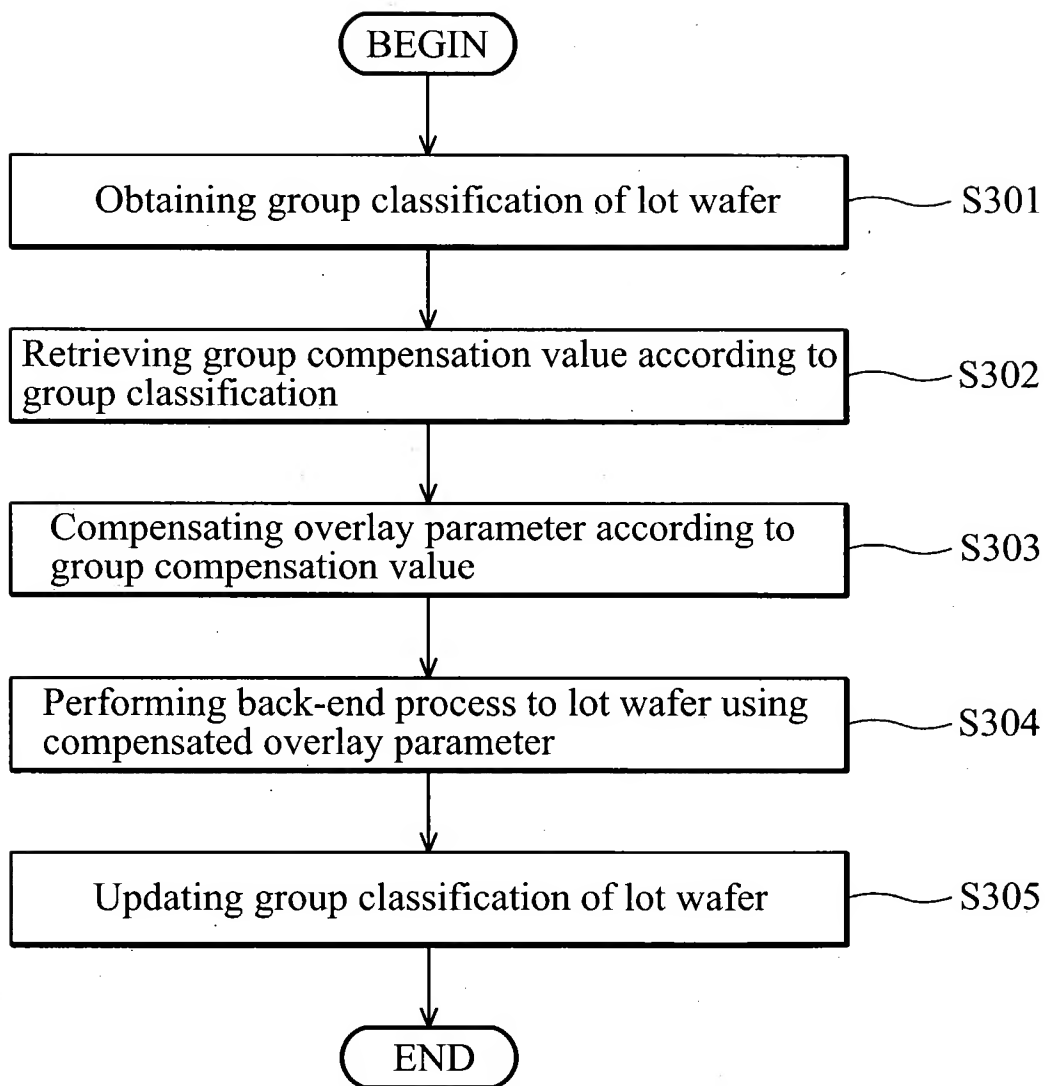 BEGIN
Obtaining group classification of lot wafer
S301
Retrieving group compensation value according to
group classification
S302
Compensating overlay parameter according to
group compensation value
S303
Performing back-end process to lot wafer using
compensated overlay parameter
S304
Updating group classification of lot wafer
S305
END